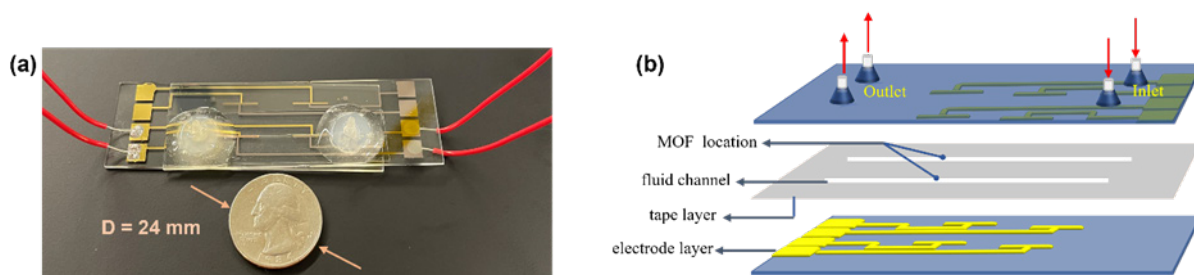 (a)
D = 24 mm
(b)
Outlet
Inlet
MOF location
fluid channel
tape layer
electrode layer